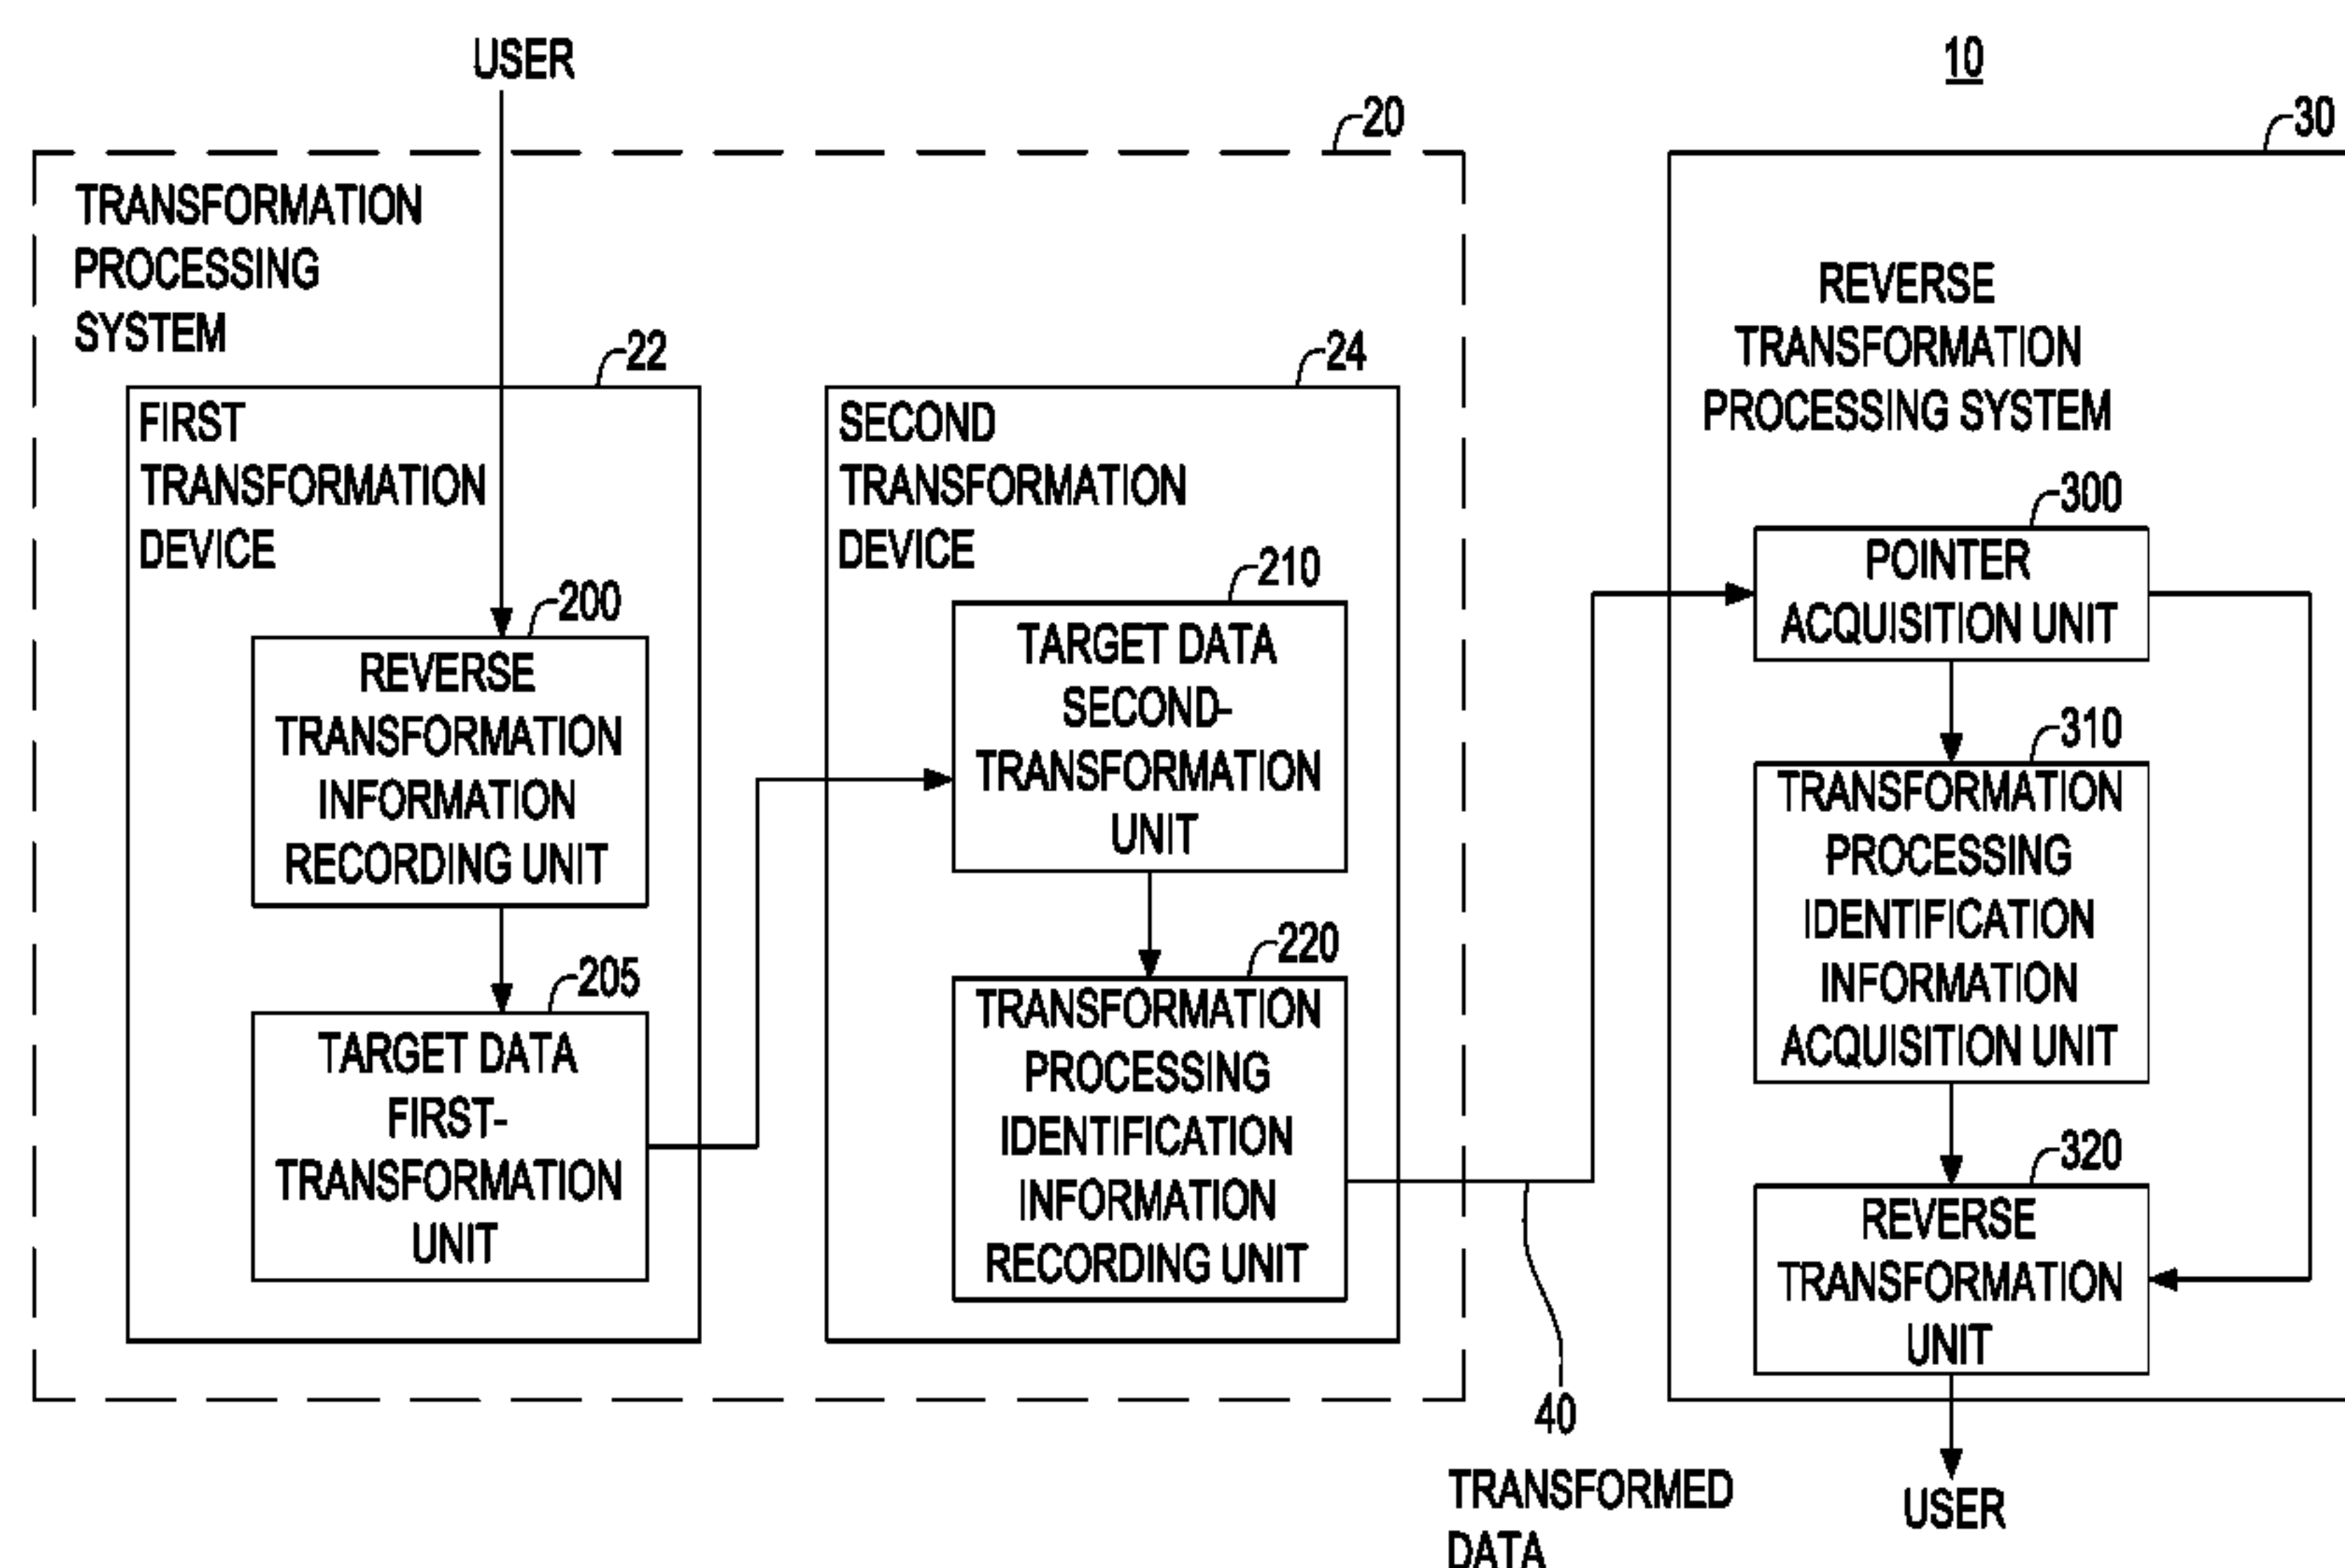 USER
10
20
30
TRANSFORMATION
PROCESSING
SYSTEM
22
FIRST
TRANSFORMATION
DEVICE
200
REVERSE
TRANSFORMATION
INFORMATION
RECORDING UNIT
205
TARGET DATA
FIRST-
TRANSFORMATION
UNIT
24
SECOND
TRANSFORMATION
DEVICE
210
TARGET DATA
SECOND-
TRANSFORMATION
UNIT
220
TRANSFORMATION
PROCESSING
IDENTIFICATION
INFORMATION
RECORDING UNIT
40
TRANSFORMED
DATA
REVERSE
TRANSFORMATION
PROCESSING SYSTEM
300
POINTER
ACQUISITION UNIT
310
TRANSFORMATION
PROCESSING
IDENTIFICATION
INFORMATION
ACQUISITION UNIT
320
REVERSE
TRANSFORMATION
UNIT
USER